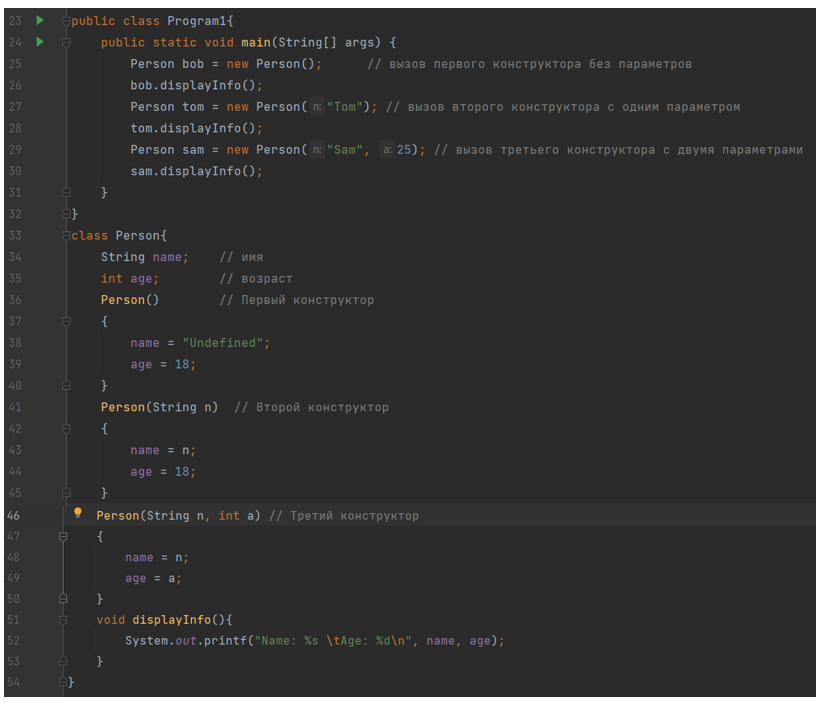 23 public class Program1{
24     public static void main(String[] args) {
25         Person bob = new Person();      // вызов первого конструктора без параметров
26         bob.displayInfo();
27         Person tom = new Person( n: "Tom"); // вызов второго конструктора с одним параметром
28         tom.displayInfo();
29         Person sam = new Person( n: "Sam", a: 25); // вызов третьего конструктора с двумя параметрами
30         sam.displayInfo();
31     }
32 }
33 class Person{
34     String name;    // имя
35     int age;        // возраст
36     Person()        // Первый конструктор
37     {
38         name = "Undefined";
39         age = 18;
40     }
41     Person(String n)  // Второй конструктор
42     {
43         name = n;
44         age = 18;
45     }
46     Person(String n, int a) // Третий конструктор
47     {
48         name = n;
49         age = a;
50     }
51     void displayInfo(){
52         System.out.printf("Name: %s \tAge: %d\n", name, age);
53     }
54 }